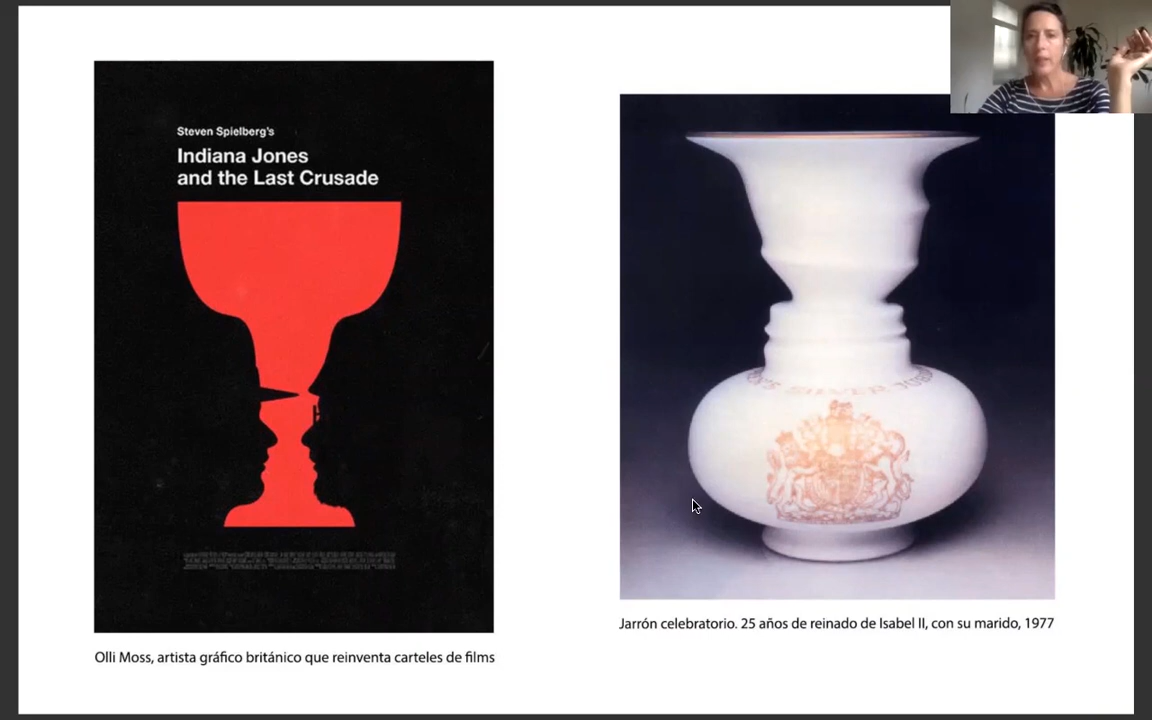 Steven Spielberg's
Indiana Jones
and the Last Crusade
SILVER
Olli Moss, artista gráfico británico que reinventa carteles de films
Jarrón celebratorio. 25 años de reinado de Isabel II, con su marido, 1977